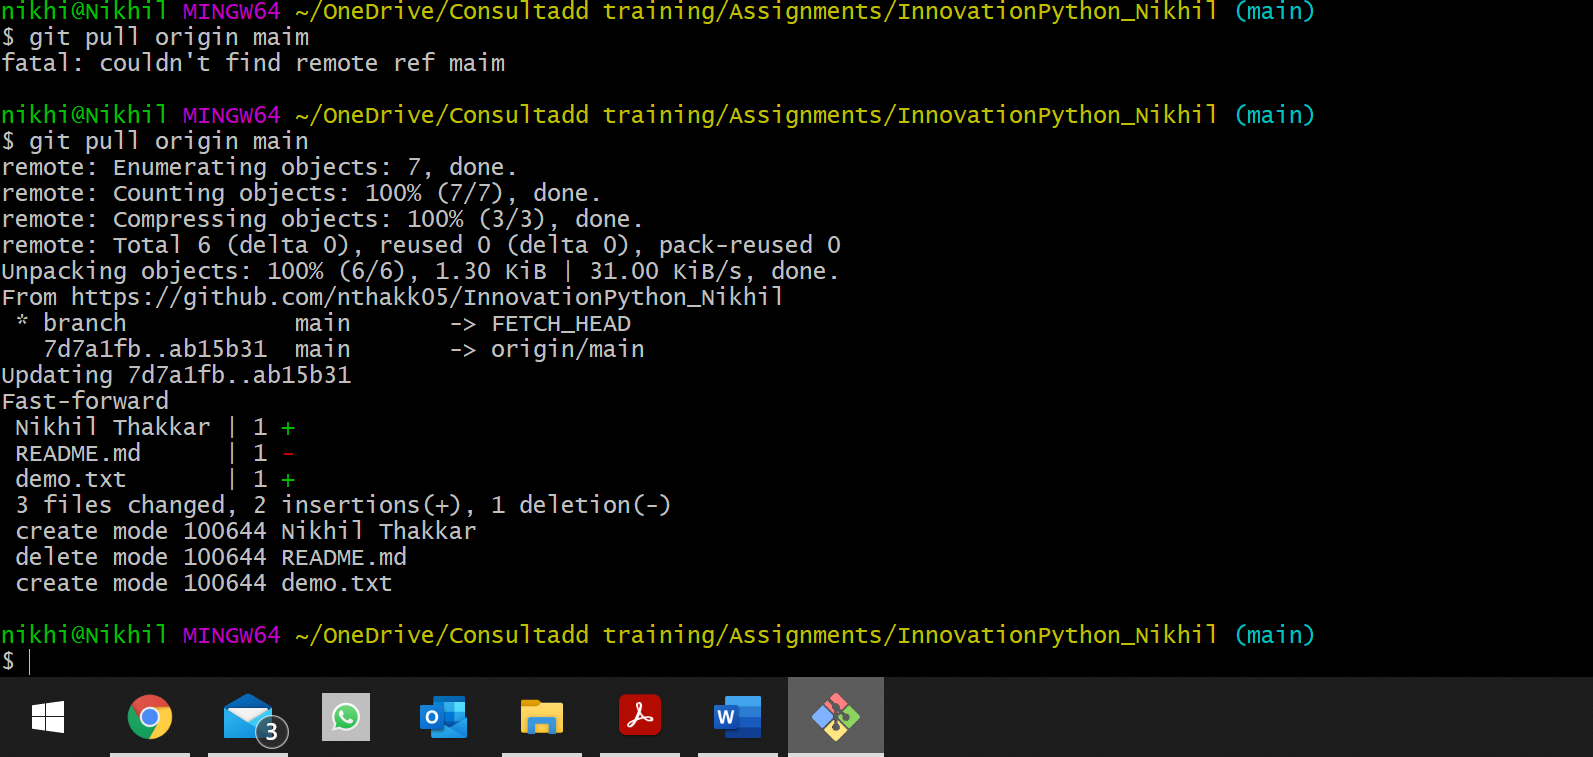 nikhi@Nikhil MINGW64 ~/OneDrive/Consultadd training/Assignments/InnovationPython_Nikhil (main)
$ git pull origin maim
fatal: couldn't find remote ref maim
nikhi@Nikhil MINGW64 ~/OneDrive/Consultadd training/Assignments/InnovationPython_Nikhil (main)
$ git pull origin main
remote: Enumerating objects: 7, done.
remote: Counting objects: 100% (7/7), done.
remote: Compressing objects: 100% (3/3), done.
remote: Total 6 (delta 0), reused 0 (delta 0), pack-reused 0
Unpacking objects: 100% (6/6), 1.30 KiB | 31.00 KiB/s, done.
From https://github.com/nthakk05/InnovationPython_Nikhil
 * branch            main       -> FETCH_HEAD
   7d7a1fb..ab15b31  main       -> origin/main
Updating 7d7a1fb..ab15b31
Fast-forward
 Nikhil Thakkar | 1 +
 README.md      | 1 -
 demo.txt       | 1 +
 3 files changed, 2 insertions(+), 1 deletion(-)
 create mode 100644 Nikhil Thakkar
 delete mode 100644 README.md
 create mode 100644 demo.txt
nikhi@Nikhil MINGW64 ~/OneDrive/Consultadd training/Assignments/InnovationPython_Nikhil (main)
$
3
O
W